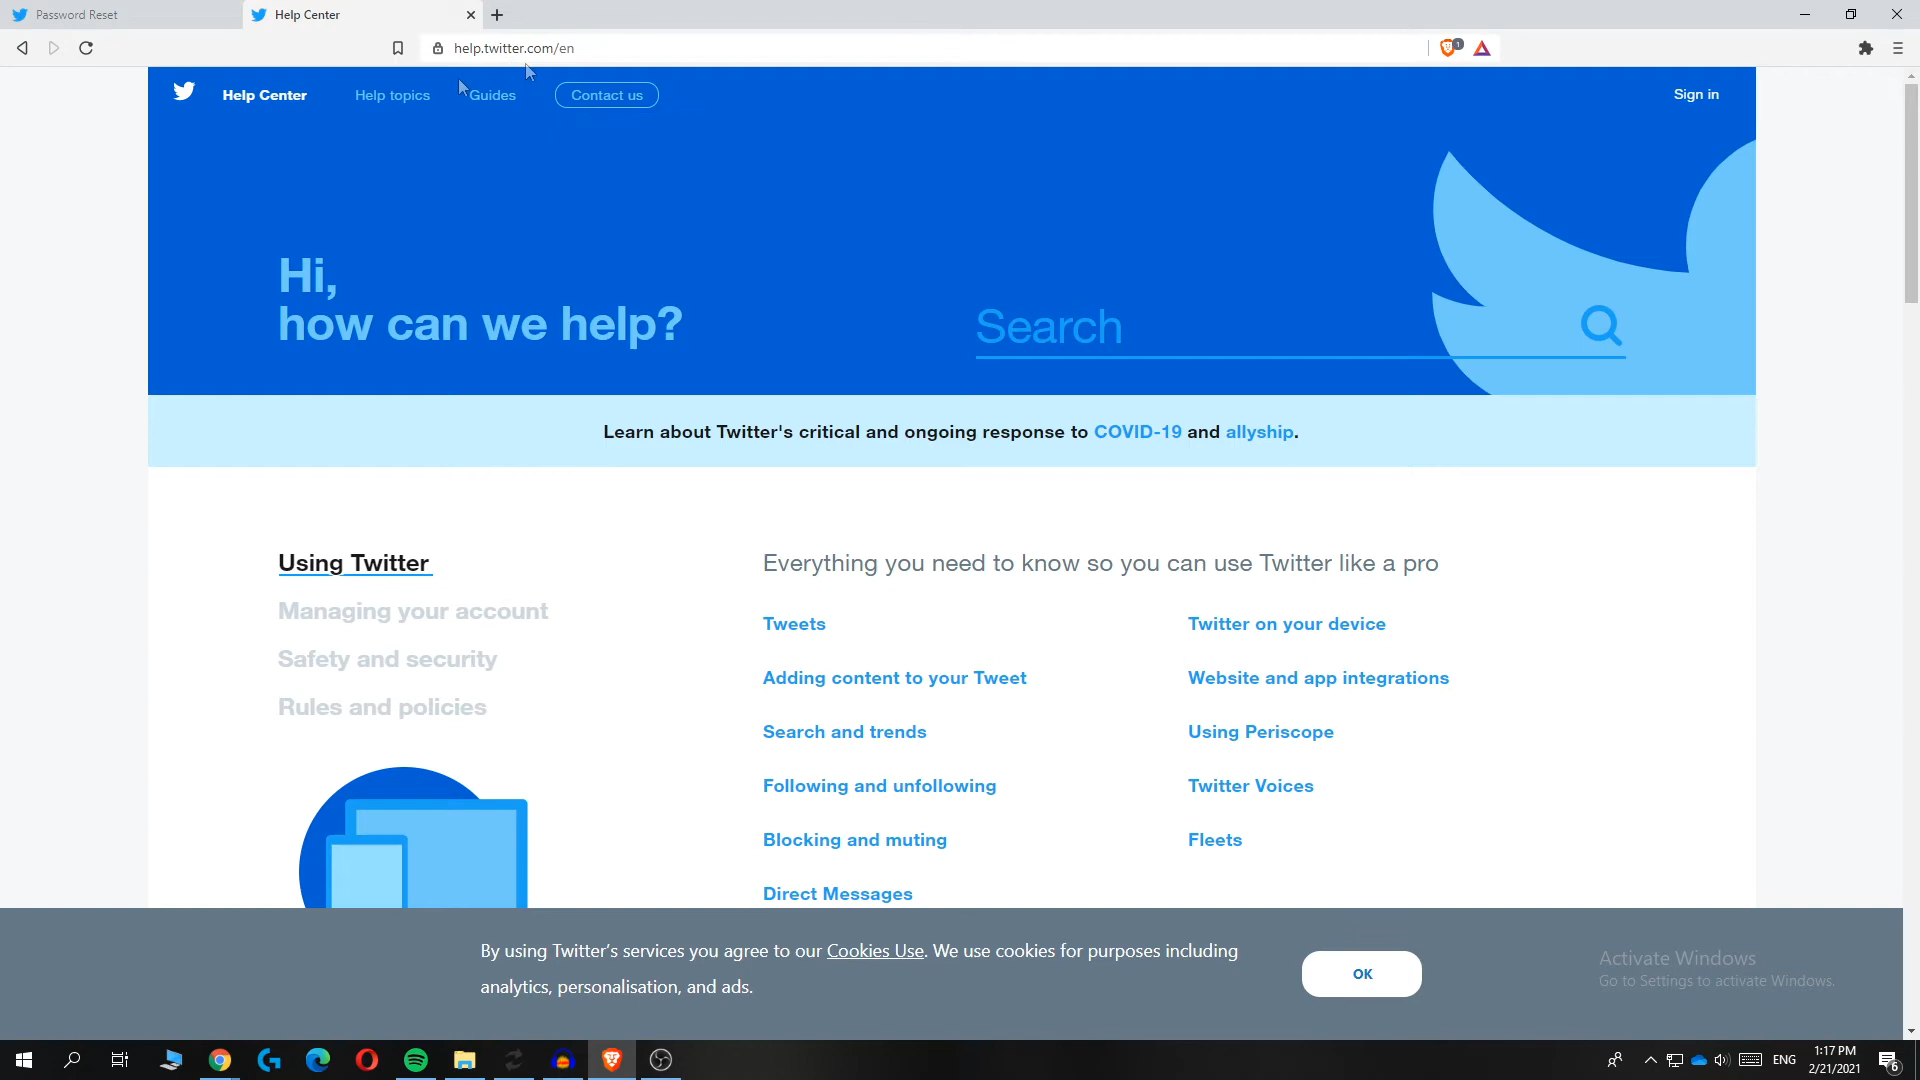 Password Reset
Help Center
help.twitter.com/en
1
Help Center
Help topics
Guides
Contact us
Sign in
Hi,
how can we help?
Search
Learn about Twitter's critical and ongoing response to COVID-19 and allyship.
Using Twitter
Managing your account
Safety and security
Rules and policies
Everything you need to know so you can use Twitter like a pro
Tweets
Twitter on your device
Adding content to your Tweet
Website and app integrations
Search and trends
Using Periscope
Following and unfollowing
Twitter Voices
Blocking and muting
Fleets
Direct Messages
By using Twitter’s services you agree to our Cookies Use. We use cookies for purposes including
analytics, personalisation, and ads.
OK
Activate Windows
Go to Settings to activate Windows.
ENG
1:17 PM
2/21/2021
6